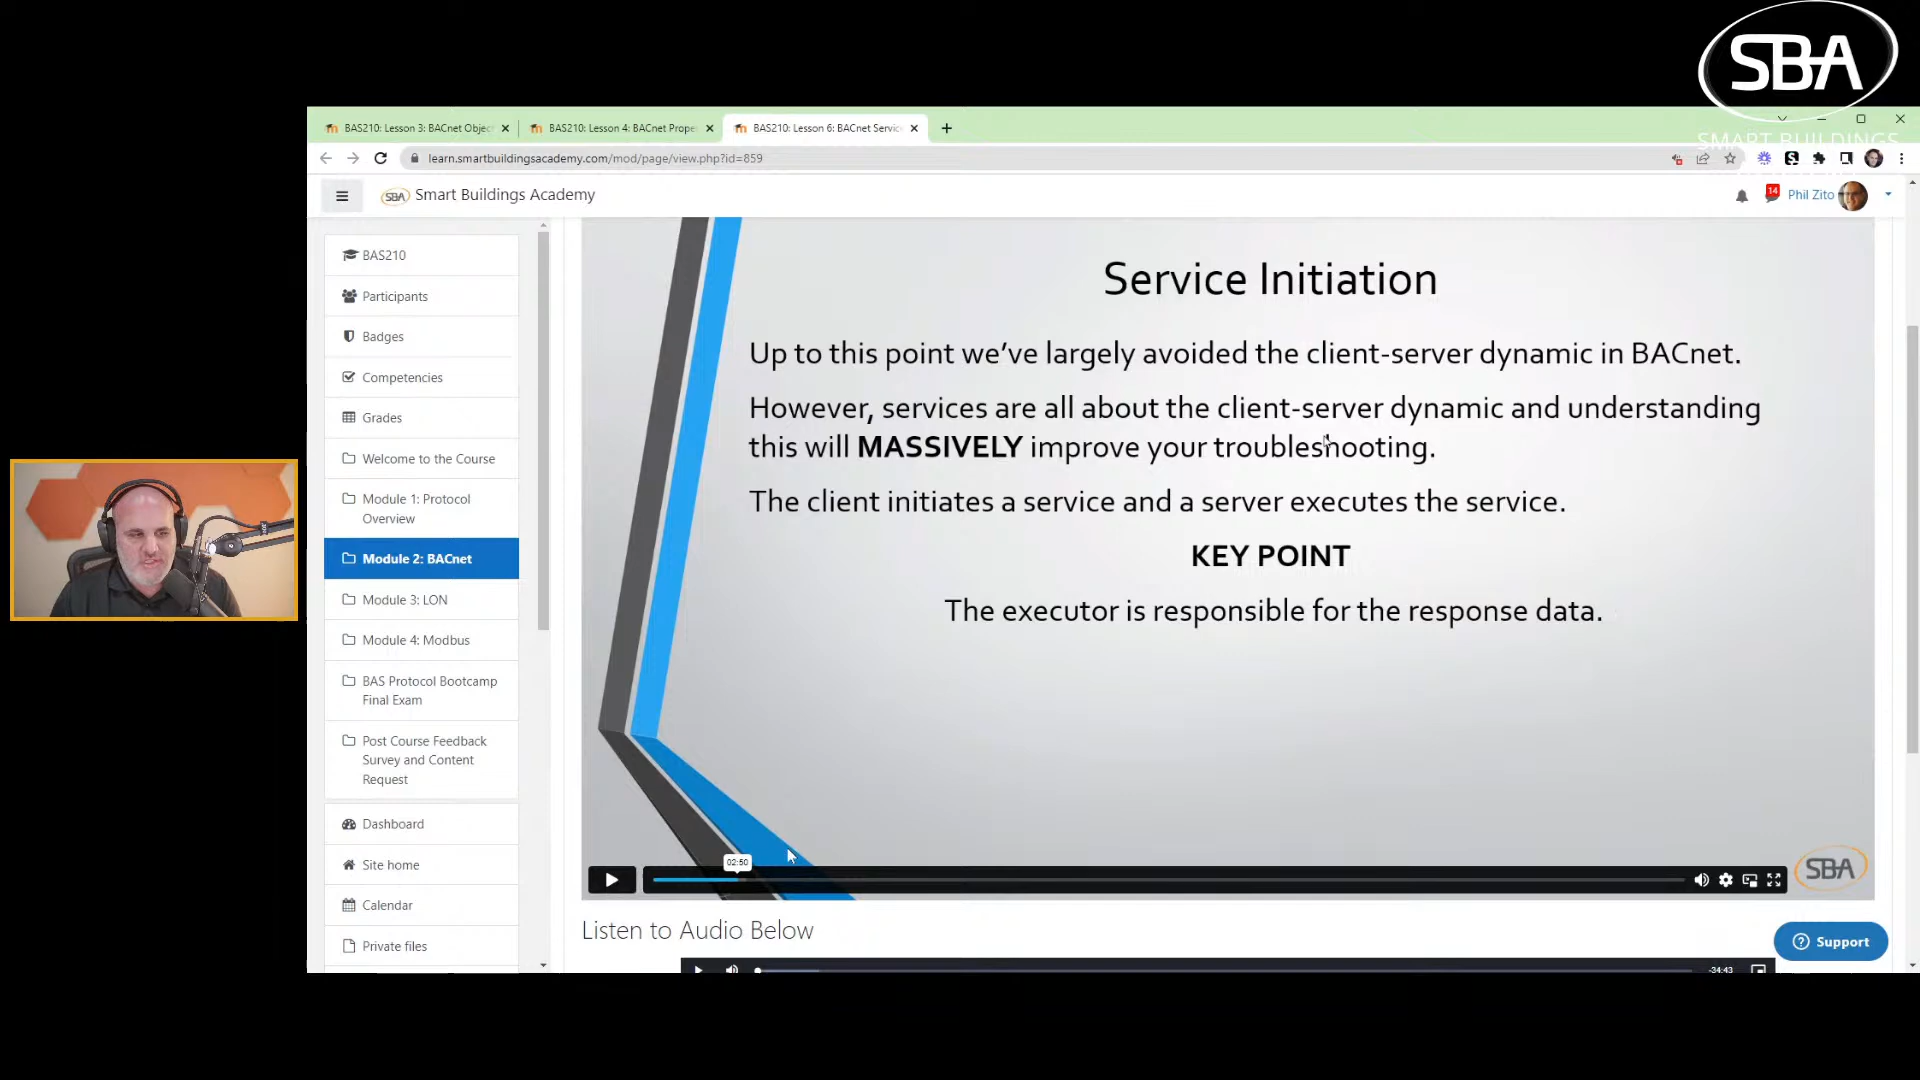 SBA
SMART BUILDINGS
BAS210: Lesson 3: BACnet Objec
BAS210: Lesson 4: BACnet Prope
BAS210: Lesson 6: BACnet Servic
learn.smartbuildingsacademy.com/mod/page/view.php?id=859
SBA Smart Buildings Academy
14
Phil Zito
BAS210
Participants
Badges
Competencies
Grades
Welcome to the Course
Module 1: Protocol
Overview
Module 2: BACnet
Module 3: LON
Module 4: Modbus
BAS Protocol Bootcamp
Final Exam
Post Course Feedback
Survey and Content
Request
Dashboard
Site home
Calendar
Private files
Service Initiation
Up to this point we've largely avoided the client-server dynamic in BACnet.
However, services are all about the client-server dynamic and understanding
this will MASSIVELY improve your troubleshooting.
The client initiates a service and a server executes the service.
KEY POINT
The executor is responsible for the response data.
02:50
SBA
Listen to Audio Below
-34:43
Support